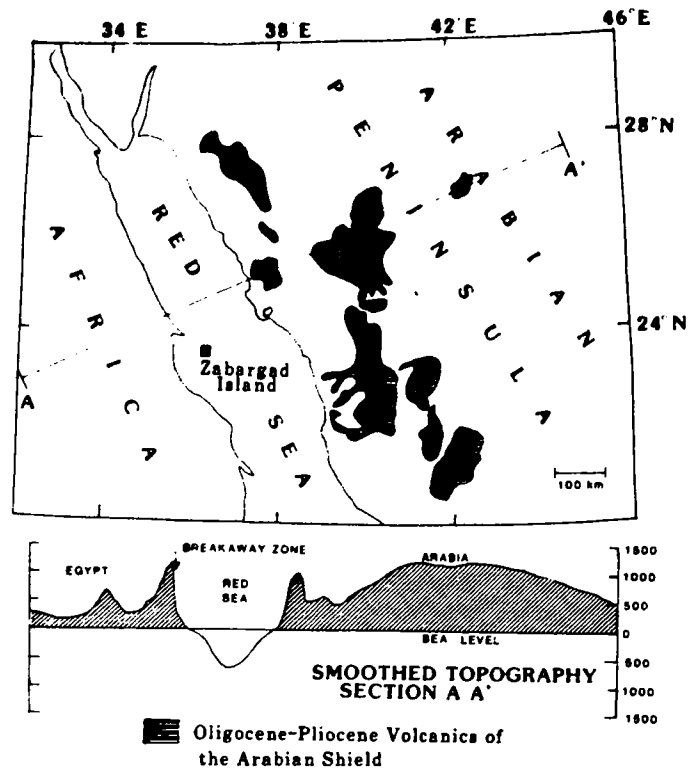 34°E 38°E 42°E 46°E
28°N
24°N
ARABIAN
PENINSULA
RED SEA
AFRICA
A'
A
Zabargad
Island
100 km
BREAKAWAY ZONE
EGYPT
RED
SEA
ARABIA
SEA LEVEL
1500
1000
500
0
500
1000
1500
SMOOTHED TOPOGRAPHY
SECTION A A'
Oligocene-Pliocene Volcanics of
the Arabian Shield